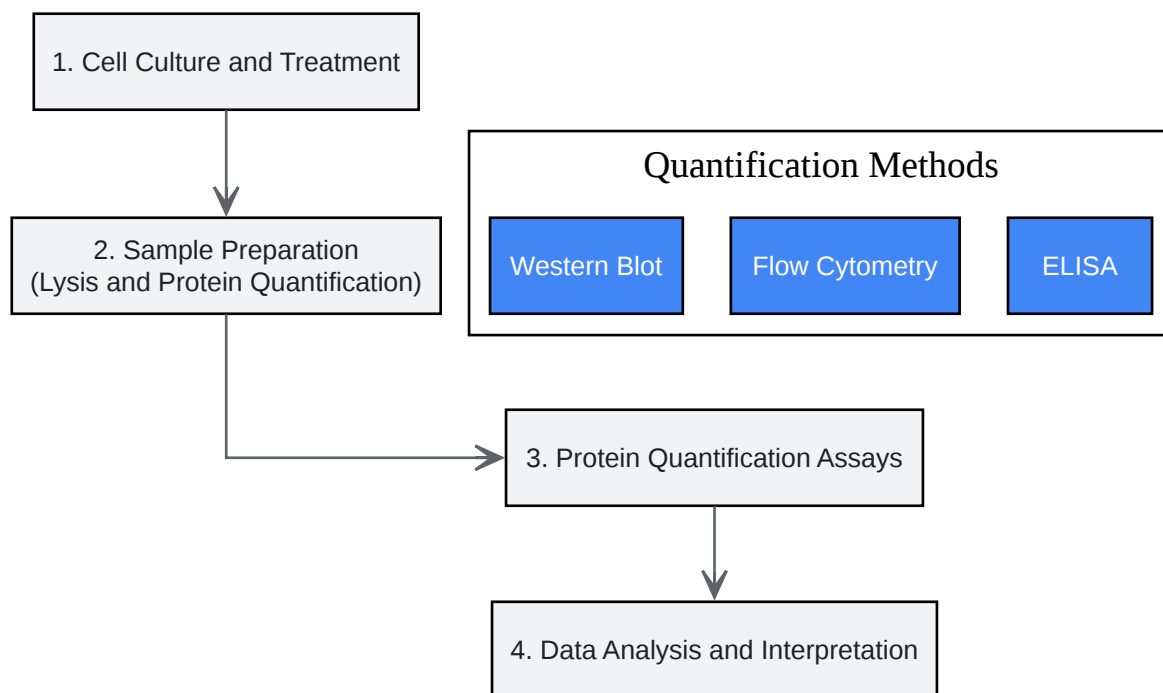 1. Cell Culture and Treatment
Quantification Methods
2. Sample Preparation
(Lysis and Protein Quantification)
Western Blot
Flow Cytometry
ELISA
3. Protein Quantification Assays
4. Data Analysis and Interpretation